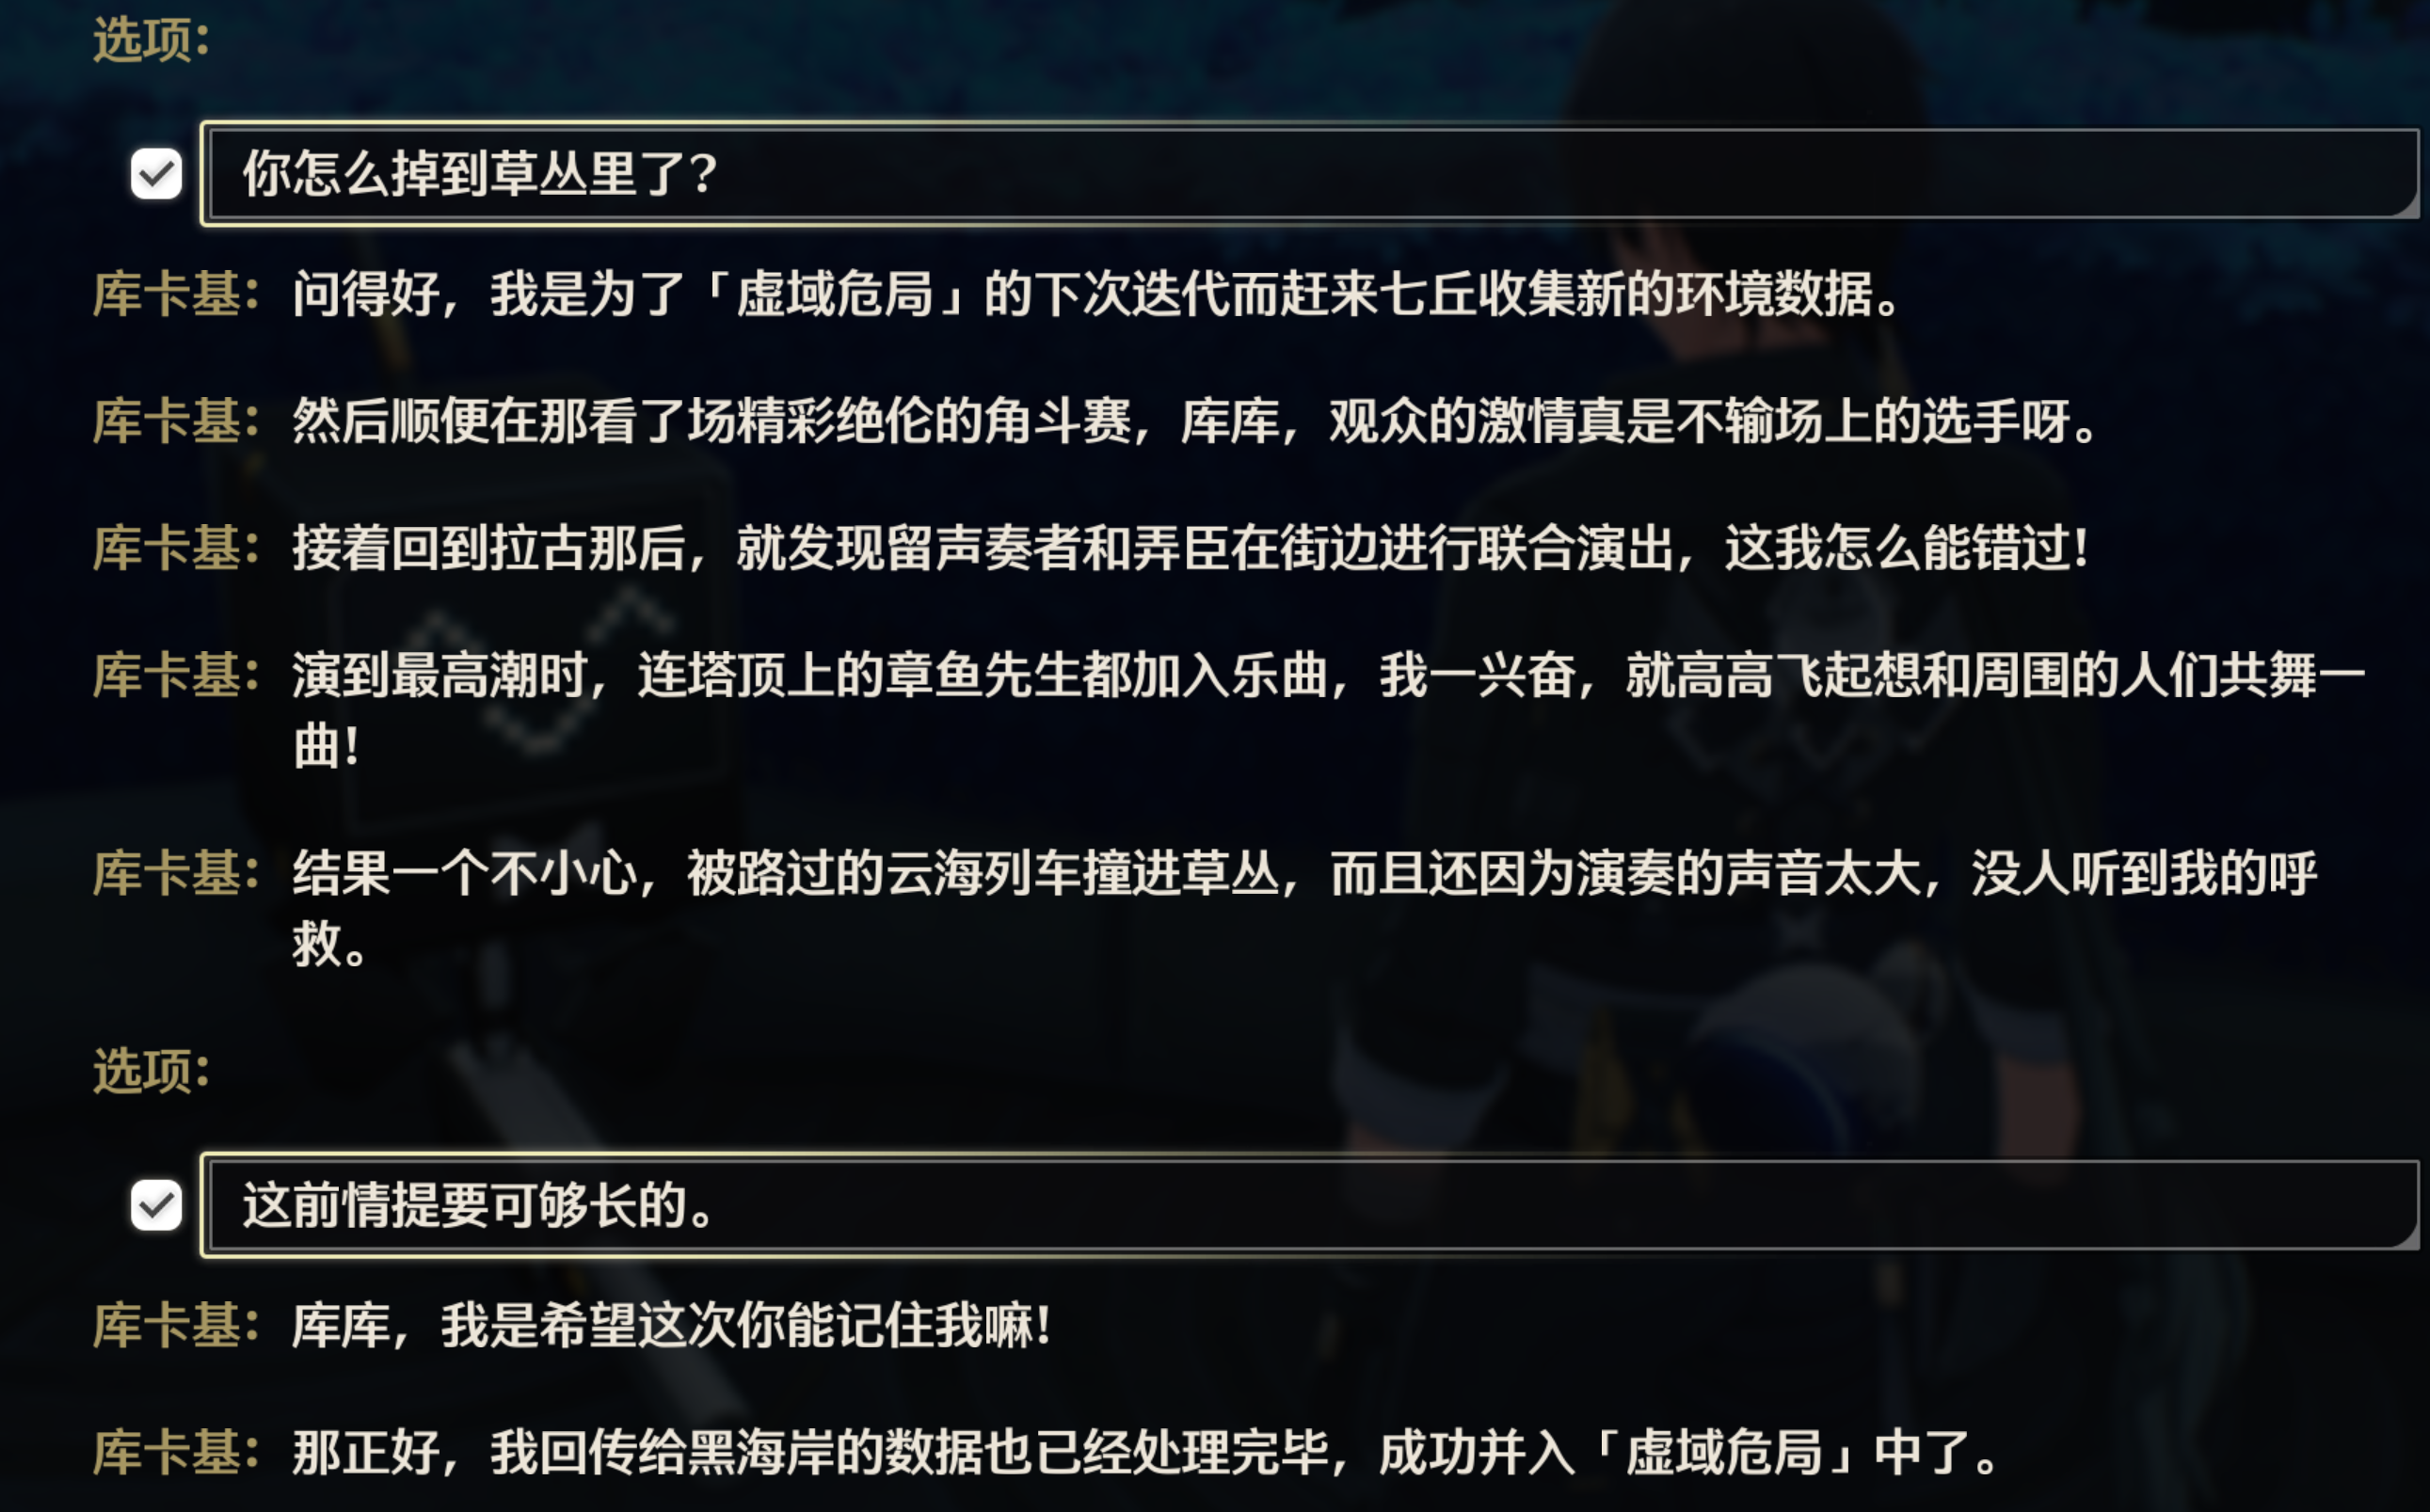 选项：
你怎么掉到草丛里了？
库卡基： 问得好，我是为了「虚域危局」的下次迭代而赶来七丘收集新的环境数据。
库卡基： 然后顺便在那看了场精彩绝伦的角斗赛，库库，观众的激情真是不输场上的选手呀。
库卡基： 接着回到拉古那后，就发现留声奏者和弄臣在街边进行联合演出，这我怎么能错过！
库卡基： 演到最高潮时，连塔顶上的章鱼先生都加入乐曲，我一兴奋，就高高飞起想和周围的人们共舞一
曲！
库卡基： 结果一个不小心，被路过的云海列车撞进草丛，而且还因为演奏的声音太大，没人听到我的呼
救。
选项：
这前情提要可够长的。
库卡基： 库库，我是希望这次你能记住我嘛！
库卡基： 那正好，我回传给黑海岸的数据也已经处理完毕，成功并入「虚域危局」中了。